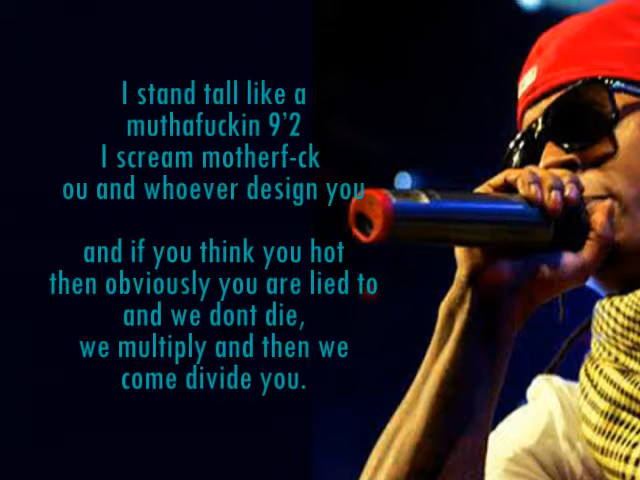 I stand tall like a
muthafuckin 9’2
I scream motherf-ck
ou and whoever design you
and if you think you hot
then obviously you are lied to
and we dont die,
we multiply and then we
come divide you.